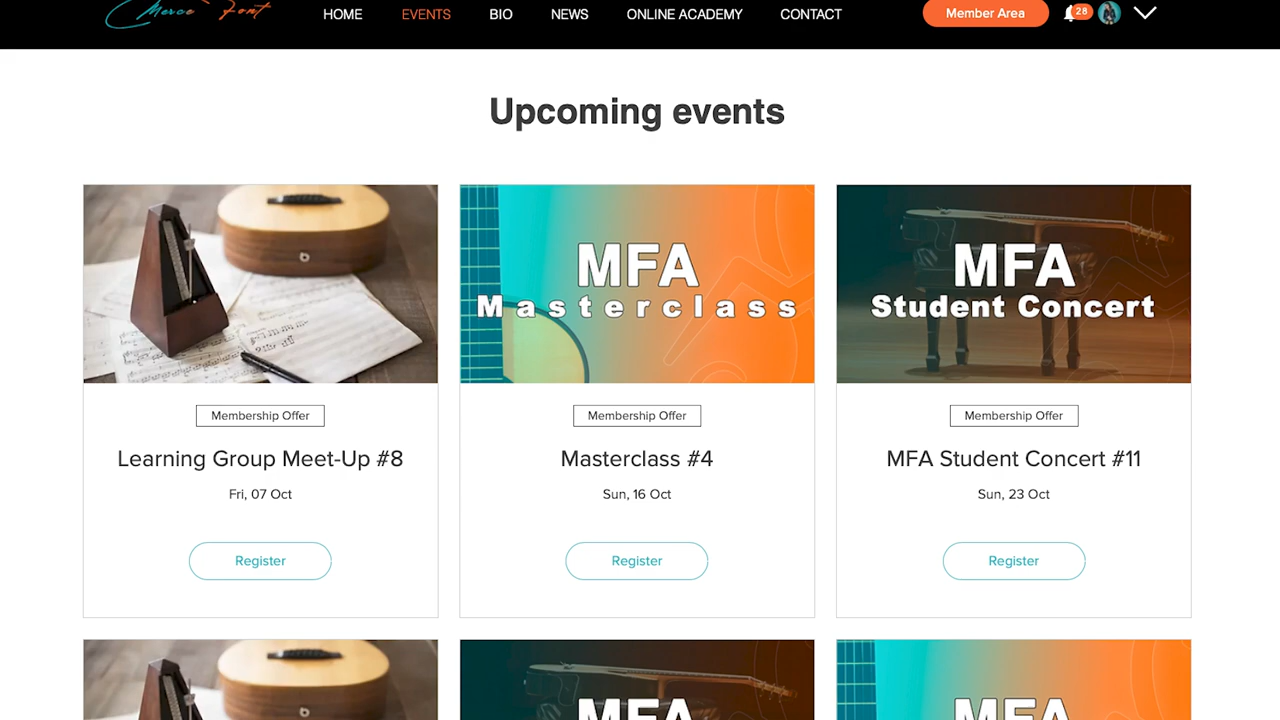 Merce Font
HOME EVENTS BIO NEWS ONLINE ACADEMY CONTACT Member Area 28
Upcoming events
MFA
Masterclass
MFA
Student Concert
Membership Offer
Learning Group Meet-Up #8
Fri, 07 Oct
Register
Membership Offer
Masterclass #4
Sun, 16 Oct
Register
Membership Offer
MFA Student Concert #11
Sun, 23 Oct
Register
MFA
MFA